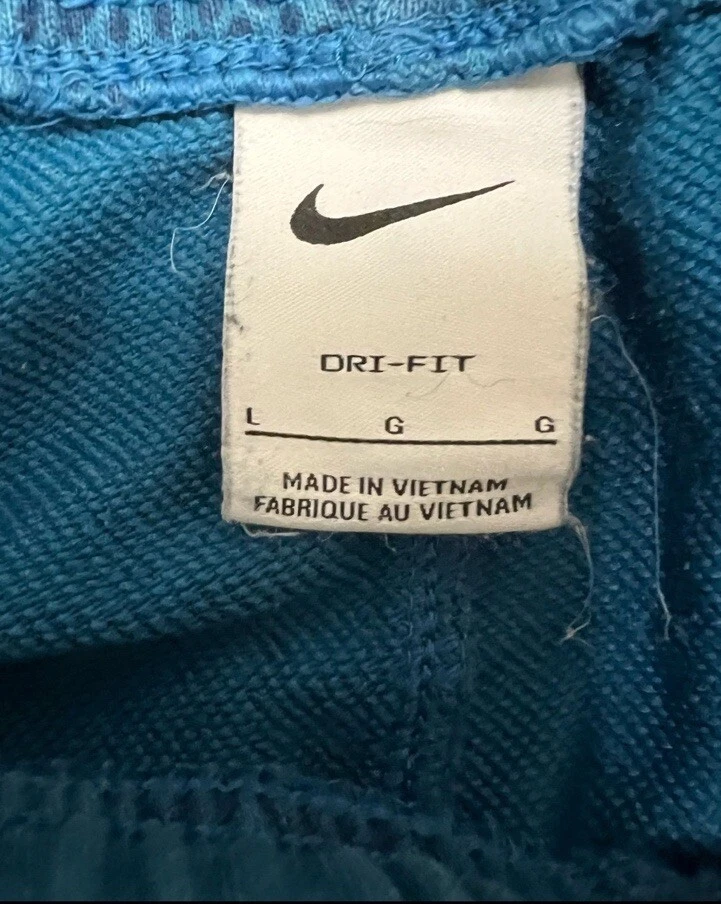 DRI-FIT
L G G
MADE IN VIETNAM
FABRIQUE AU VIETNAM